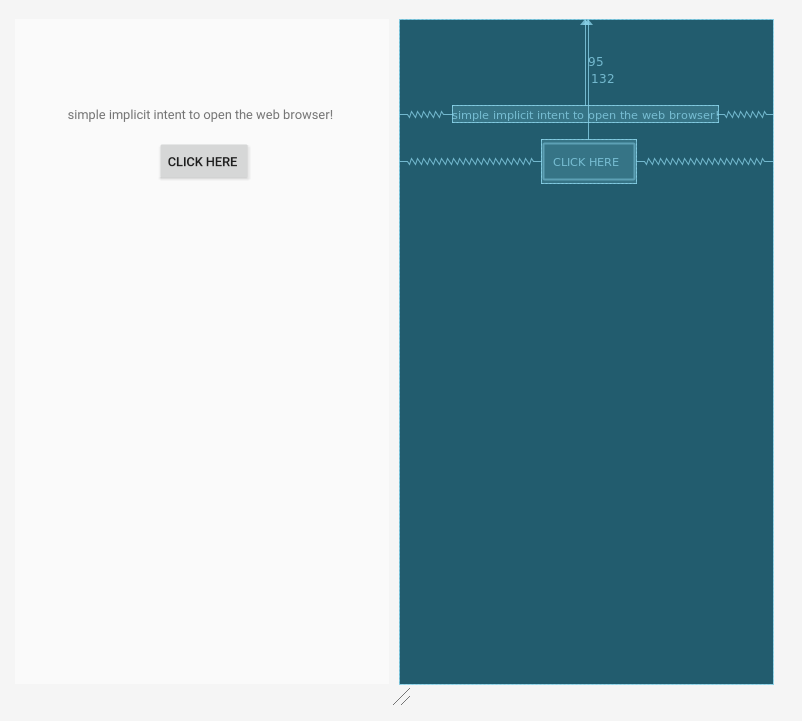 simple implicit intent to open the web browser!
CLICK HERE
95
132
simple implicit intent to open the web browser!
CLICK HERE